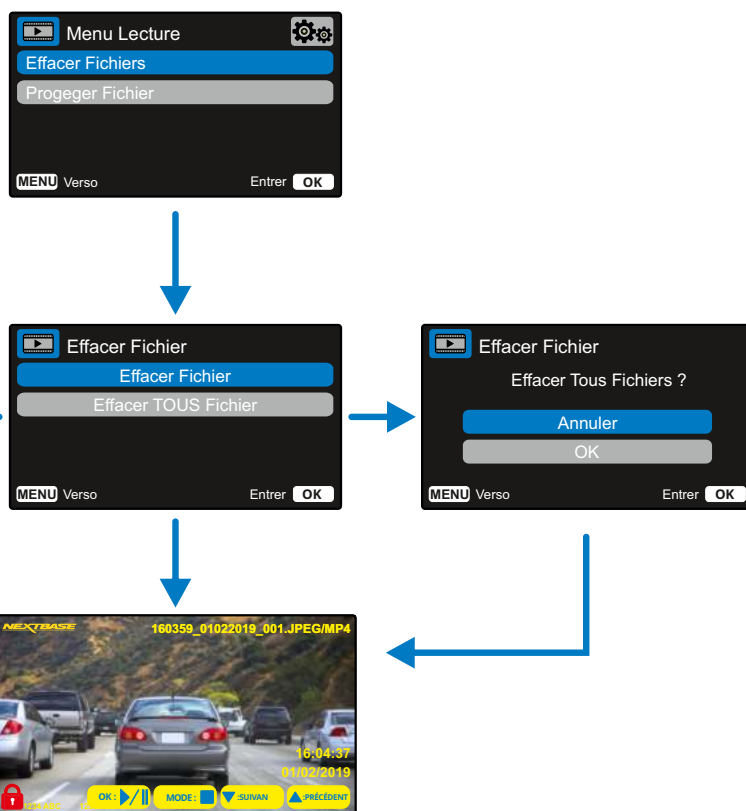 Menu Lecture
Effacer Fichiers
Progeger Fichier
MENU Verso Entrer OK
Effacer Fichier
Effacer Fichier
Effacer TOUS Fichier
MENU Verso Entrer OK
Effacer Fichier
Effacer Tous Fichiers ?
Annuler
OK
MENU Verso Entrer OK
NEXTBASE 160359_01022019_001.JPEG/MP4
16:04:37
01/02/2019
OK : MODE : :SUIVAN :PRÉCÉDENT